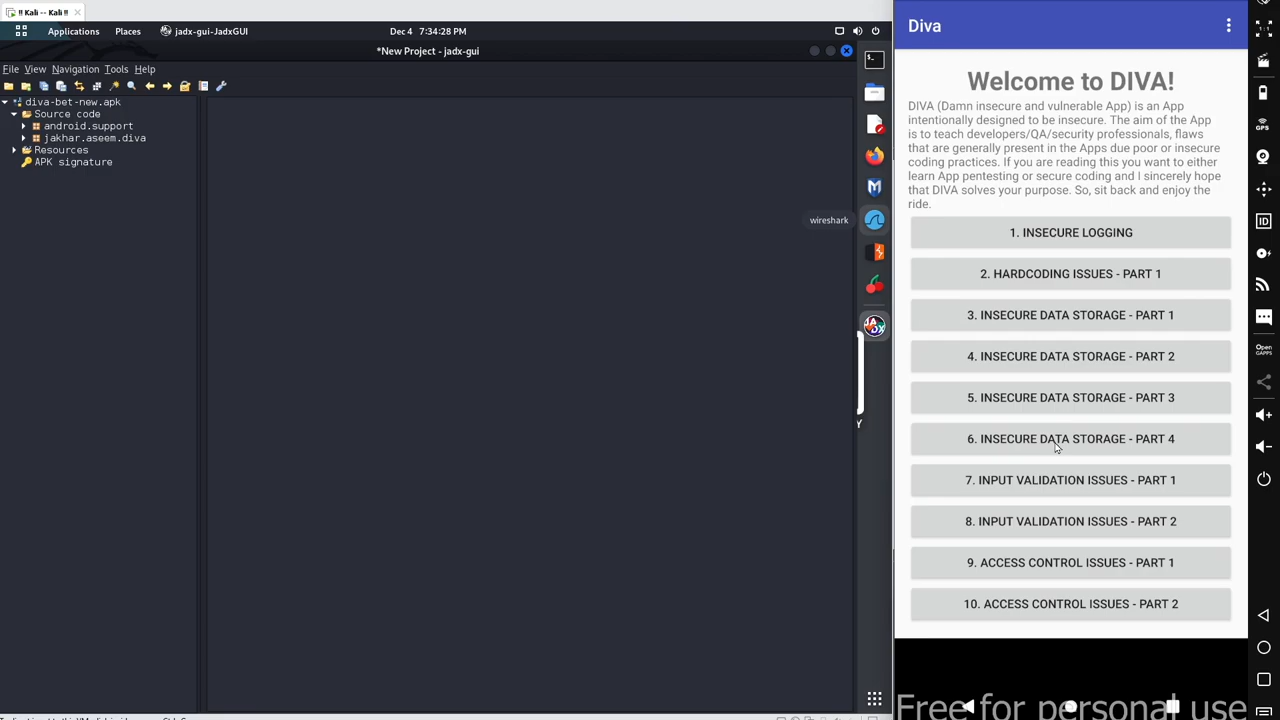 !! Kali -- Kali !!
Applications Places jadx-gui-JadxGUI Dec 4 7:34:28 PM
*New Project - jadx-gui
File View Navigation Tools Help
diva-bet-new.apk
Source code
android.support
jakhar.aseem.diva
Resources
APK signature
wireshark
Y
Diva
Welcome to DIVA!
DIVA (Damn insecure and vulnerable App) is an App
intentionally designed to be insecure. The aim of the App
is to teach developers/QA/security professionals, flaws
that are generally present in the Apps due poor or insecure
coding practices. If you are reading this you want to either
learn App pentesting or secure coding and I sincerely hope
that DIVA solves your purpose. So, sit back and enjoy the
ride.
1. INSECURE LOGGING
2. HARDCODING ISSUES - PART 1
3. INSECURE DATA STORAGE - PART 1
4. INSECURE DATA STORAGE - PART 2
5. INSECURE DATA STORAGE - PART 3
6. INSECURE DATA STORAGE - PART 4
7. INPUT VALIDATION ISSUES - PART 1
8. INPUT VALIDATION ISSUES - PART 2
9. ACCESS CONTROL ISSUES - PART 1
10. ACCESS CONTROL ISSUES - PART 2
Free for personal use
GPS
ID
Open
GAPPS